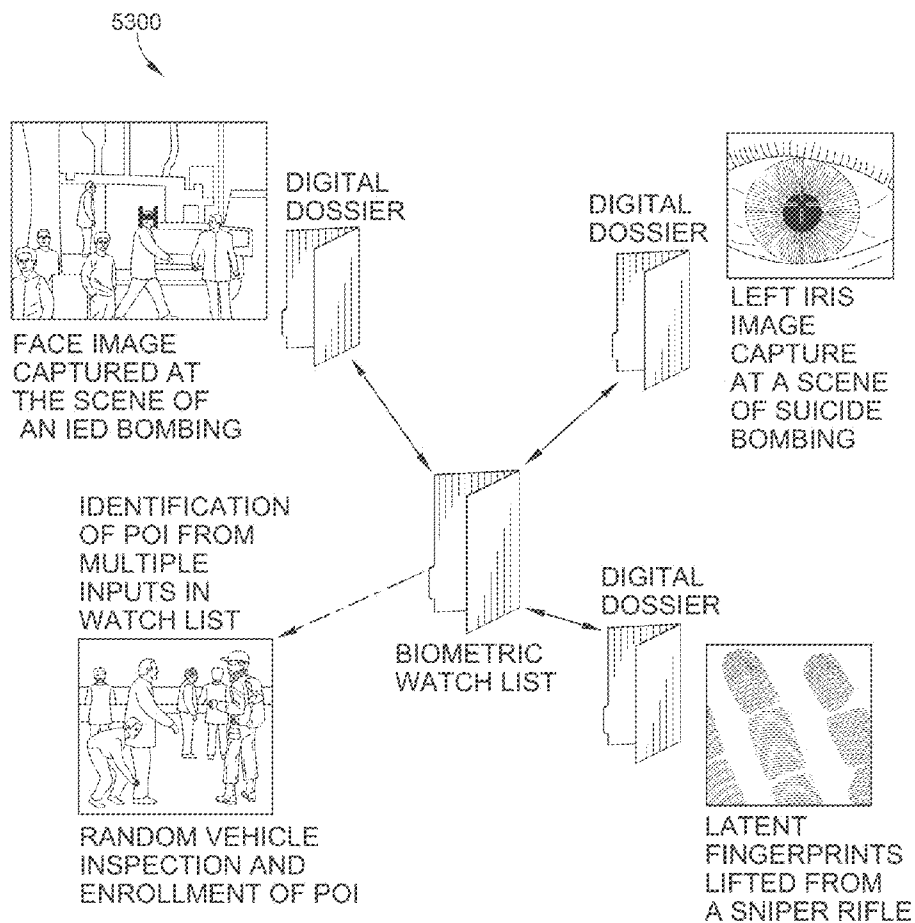 5300
DIGITAL
DOSSIER
FACE IMAGE
CAPTURED AT
THE SCENE OF
AN IED BOMBING
DIGITAL
DOSSIER
LEFT IRIS
IMAGE
CAPTURE
AT A SCENE
OF SUICIDE
BOMBING
IDENTIFICATION
OF POI FROM
MULTIPLE
INPUTS IN
WATCH LIST
BIOMETRIC
WATCH LIST
DIGITAL
DOSSIER
RANDOM VEHICLE
INSPECTION AND
ENROLLMENT OF POI
LATENT
FINGERPRINTS
LIFTED FROM
A SNIPER RIFLE